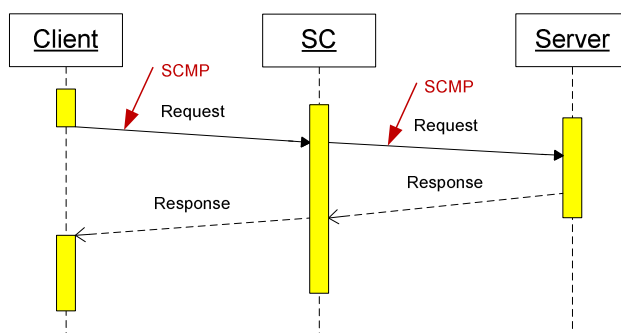 Client
SC
Server
SCMP
SCMP
Request
Request
Response
Response